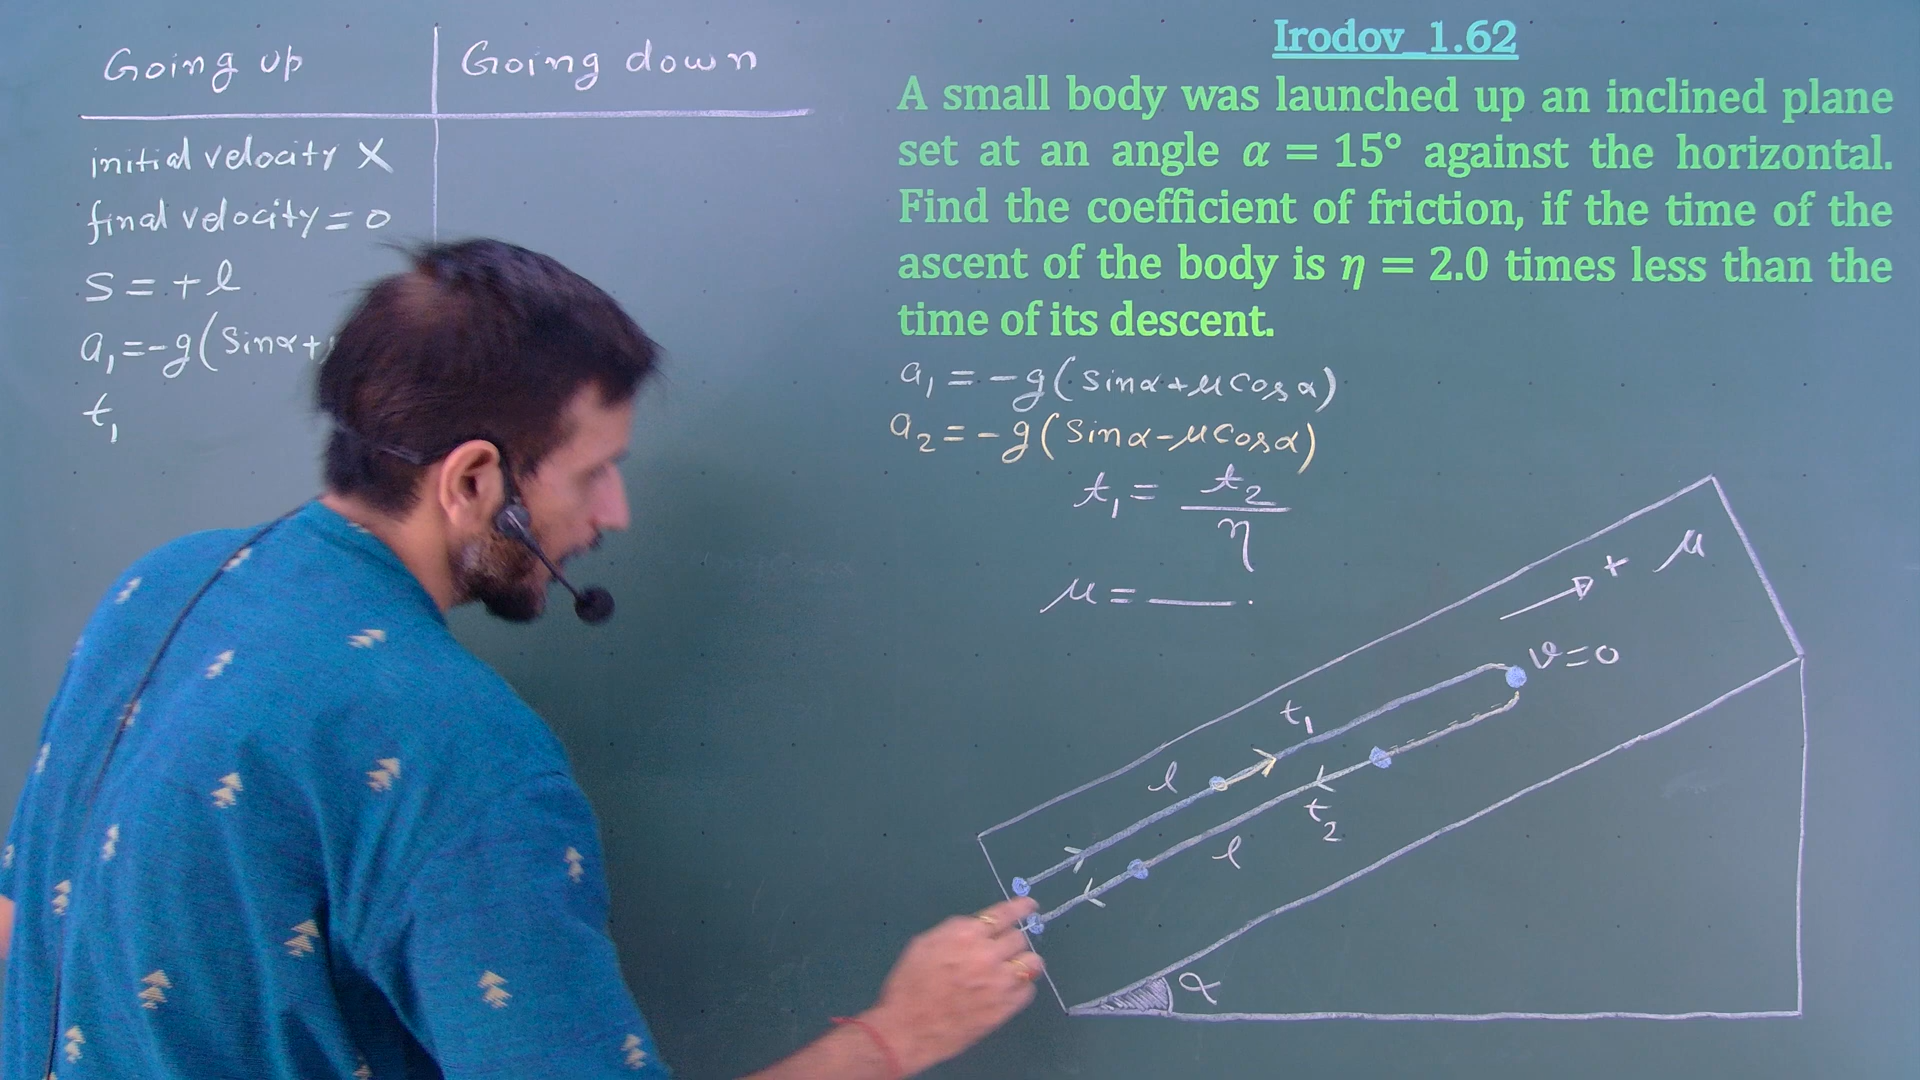 Going up
Going down
initial velocity X
final velocity = 0
S = + l
a₁ = -g(Sinα +
t₁
Irodov_1.62
A small body was launched up an inclined plane
set at an angle α = 15° against the horizontal.
Find the coefficient of friction, if the time of the
ascent of the body is η = 2.0 times less than the
time of its descent.
a₁ = -g(Sinα + μCosα)
a₂ = -g(Sinα - μCosα)
t₁ = t₂/η
μ = ___.
+ μ
v = 0
t₁
l
t₂
l
α